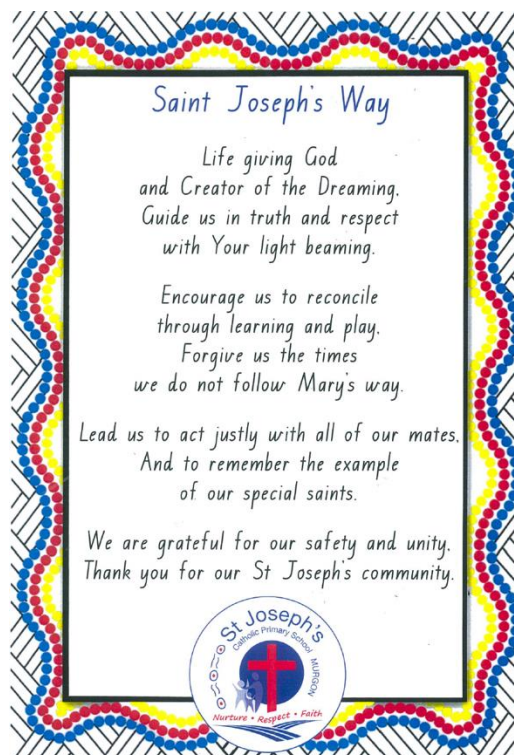 Saint Joseph's Way
Life giving God
and Creator of the Dreaming,
Guide us in truth and respect
with Your light beaming.
Encourage us to reconcile
through learning and play,
Forgive us the times
we do not follow Mary's way.
Lead us to act justly with all of our mates,
And to remember the example
of our special saints.
We are grateful for our safety and unity,
Thank you for our St Joseph's community.
St Joseph's
Catholic Primary School
MURGON
Nurture • Respect • Faith